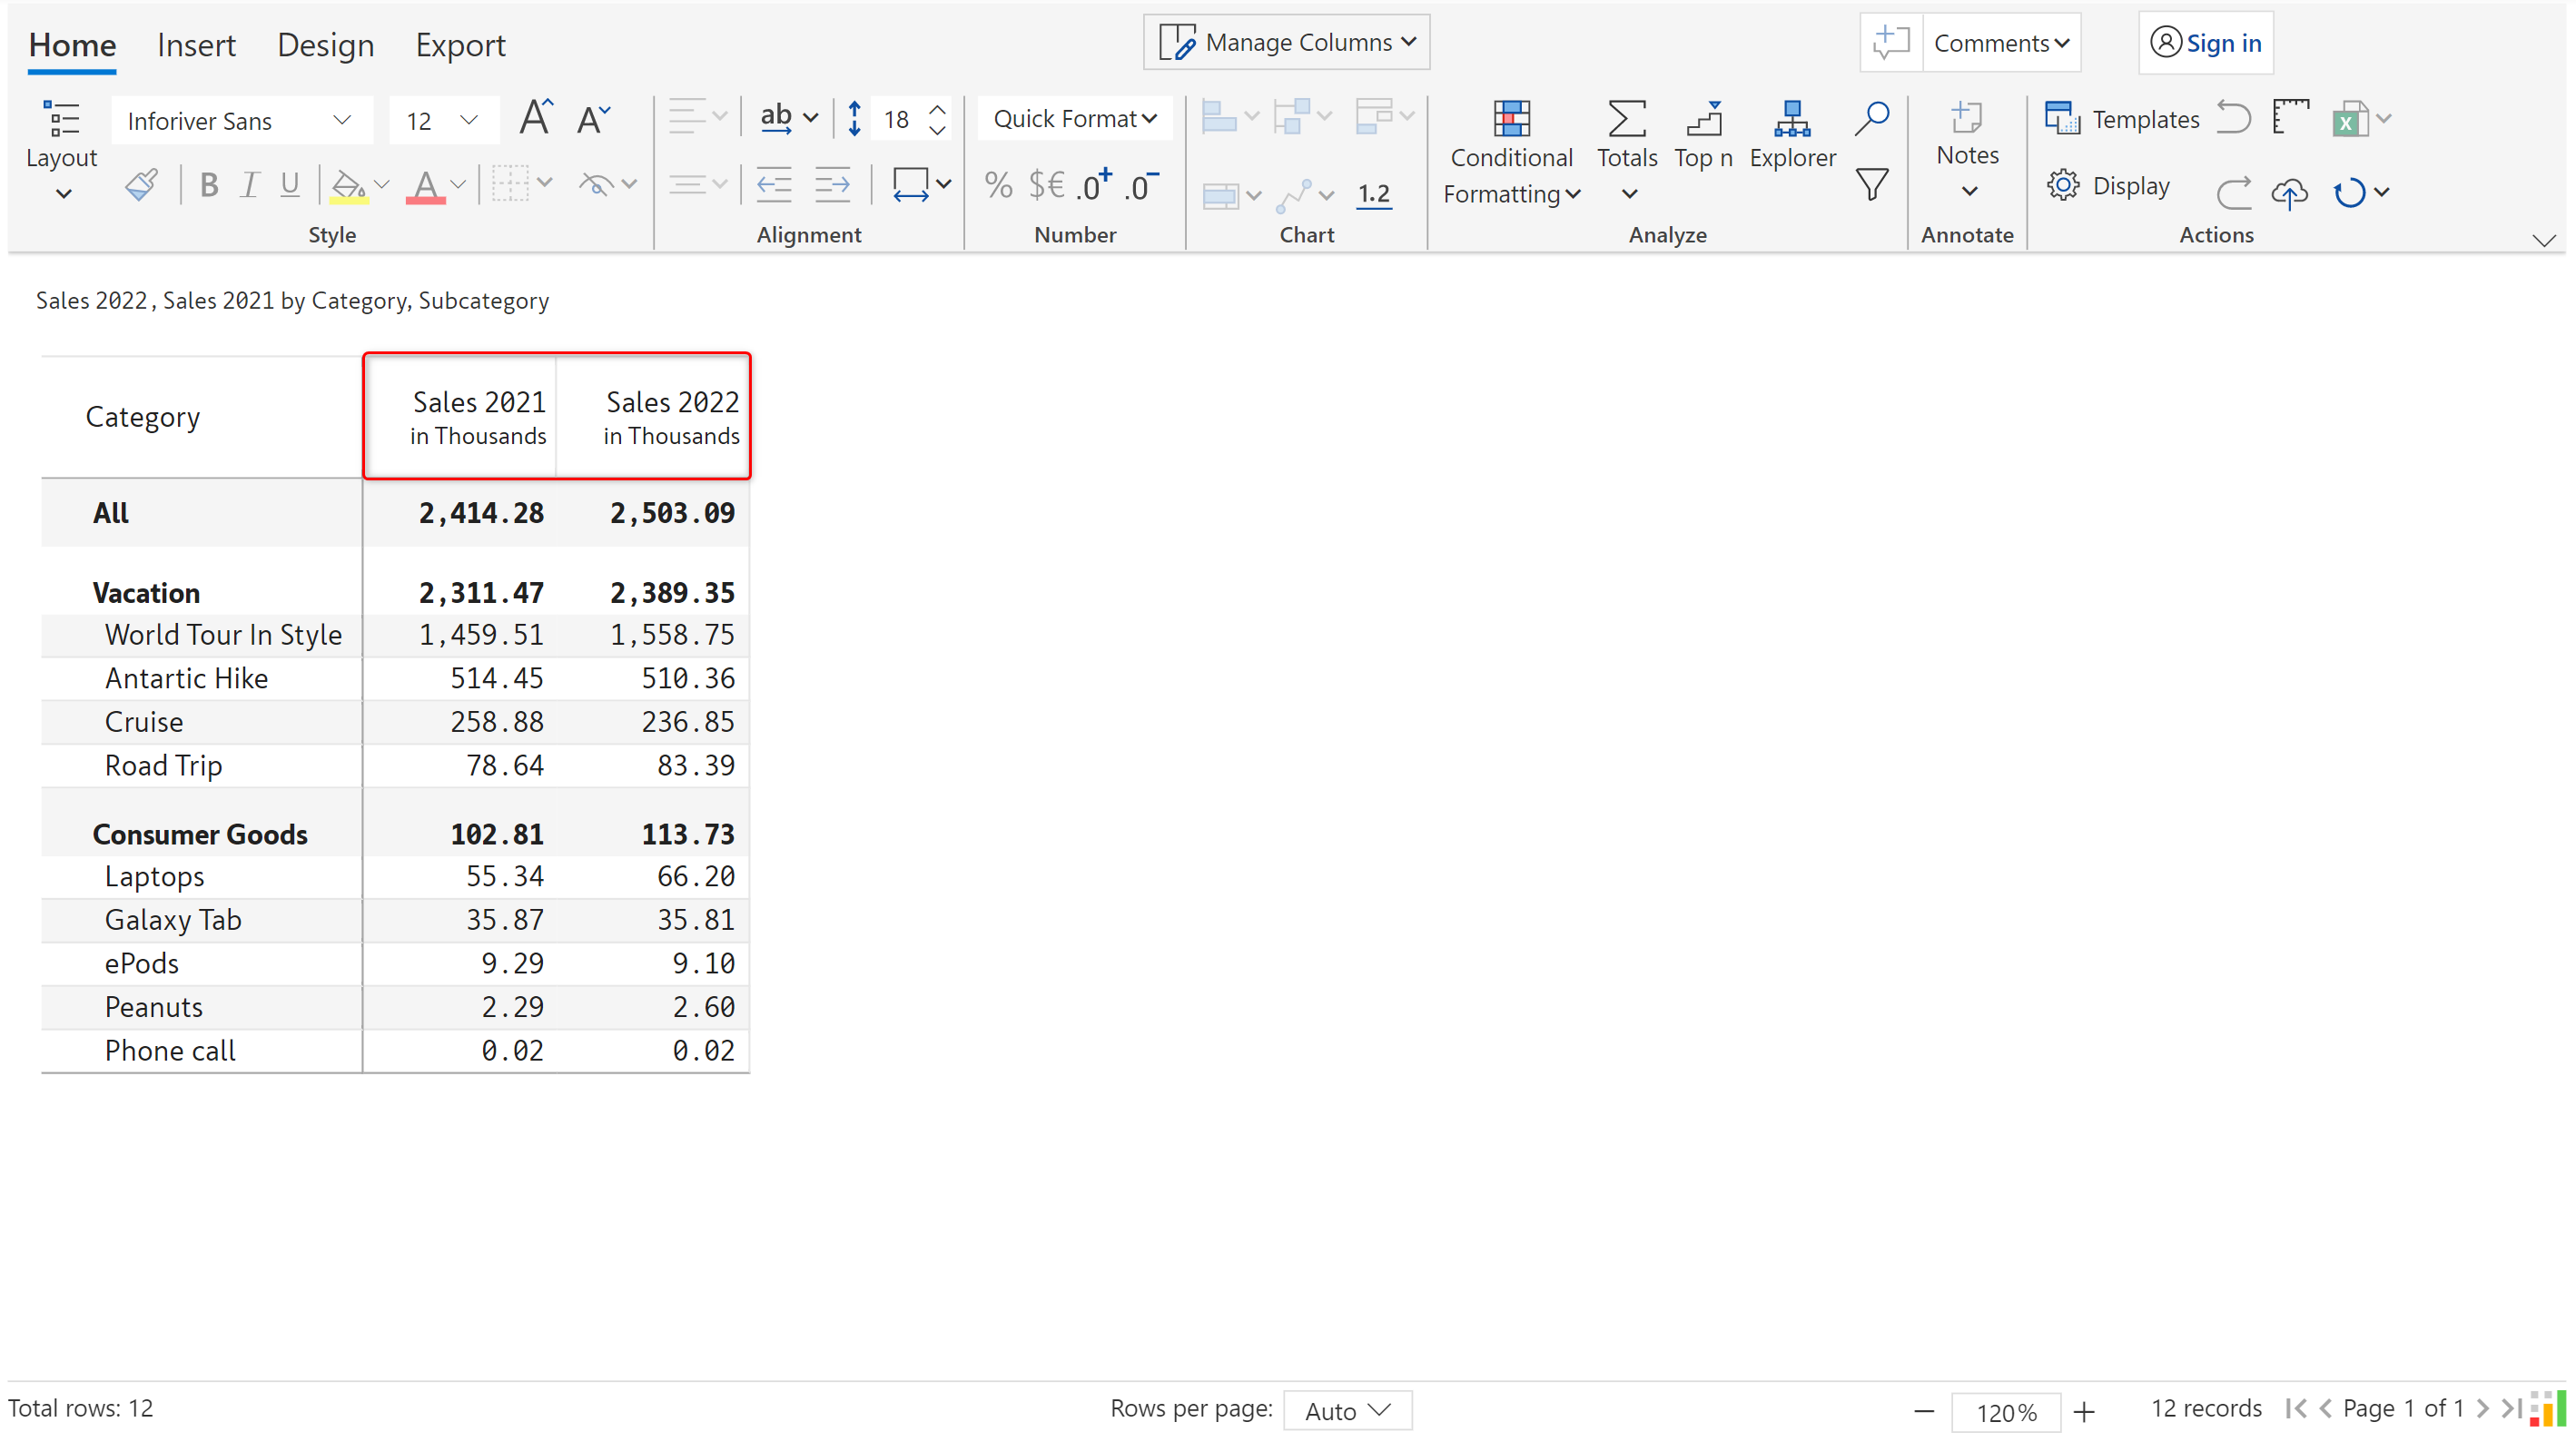 Home Insert Design Export Manage Columns Comments Sign in
Inforiver Sans 12 A A ab 18 Quick Format Templates
Layout Conditional Totals Top n Explorer Notes
B I U A % $€ .0+ .0- 1.2 Formatting Display
Style Alignment Number Chart Analyze Annotate Actions
Sales 2022, Sales 2021 by Category, Subcategory
Category Sales 2021 Sales 2022
in Thousands in Thousands
All 2,414.28 2,503.09
Vacation 2,311.47 2,389.35
World Tour In Style 1,459.51 1,558.75
Antartic Hike 514.45 510.36
Cruise 258.88 236.85
Road Trip 78.64 83.39
Consumer Goods 102.81 113.73
Laptops 55.34 66.20
Galaxy Tab 35.87 35.81
ePods 9.29 9.10
Peanuts 2.29 2.60
Phone call 0.02 0.02
Total rows: 12 Rows per page: Auto 120% 12 records Page 1 of 1